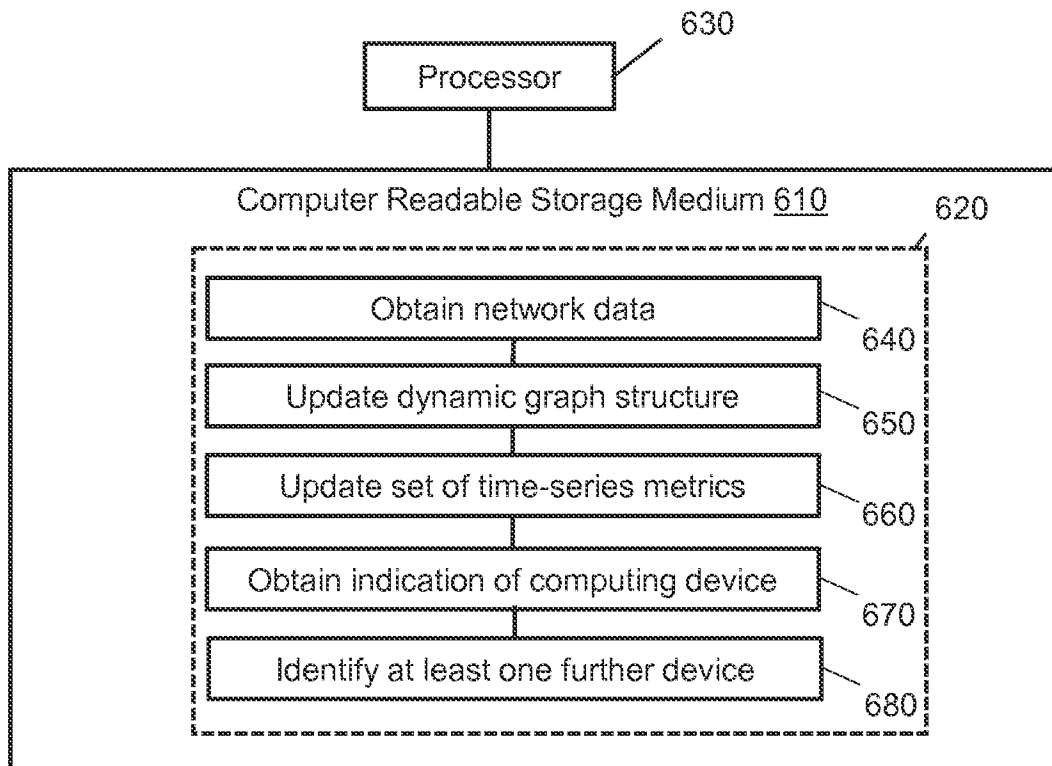 630
Processor
Computer Readable Storage Medium 610
620
Obtain network data
640
Update dynamic graph structure
650
Update set of time-series metrics
660
Obtain indication of computing device
670
Identify at least one further device
680